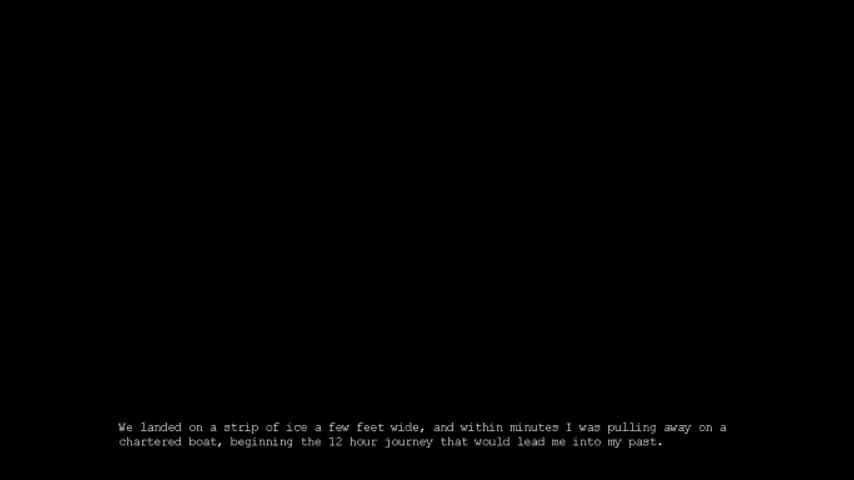 We landed on a strip of ice a few feet wide, and within minutes I was pulling away on a
chartered boat, beginning the 12 hour journey that would lead me into my past.